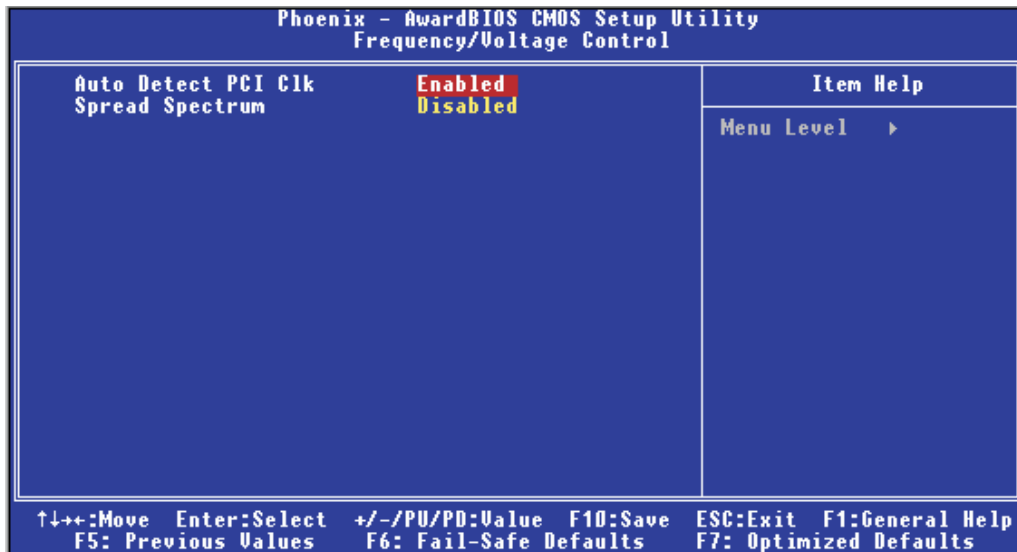 Phoenix - AwardBIOS CMOS Setup Utility
Frequency/Voltage Control
Auto Detect PCI Clk Enabled
Spread Spectrum Disabled
Item Help
Menu Level ▸
↑↓→←:Move Enter:Select +/-/PU/PD:Value F10:Save ESC:Exit F1:General Help
F5: Previous Values F6: Fail-Safe Defaults F7: Optimized Defaults